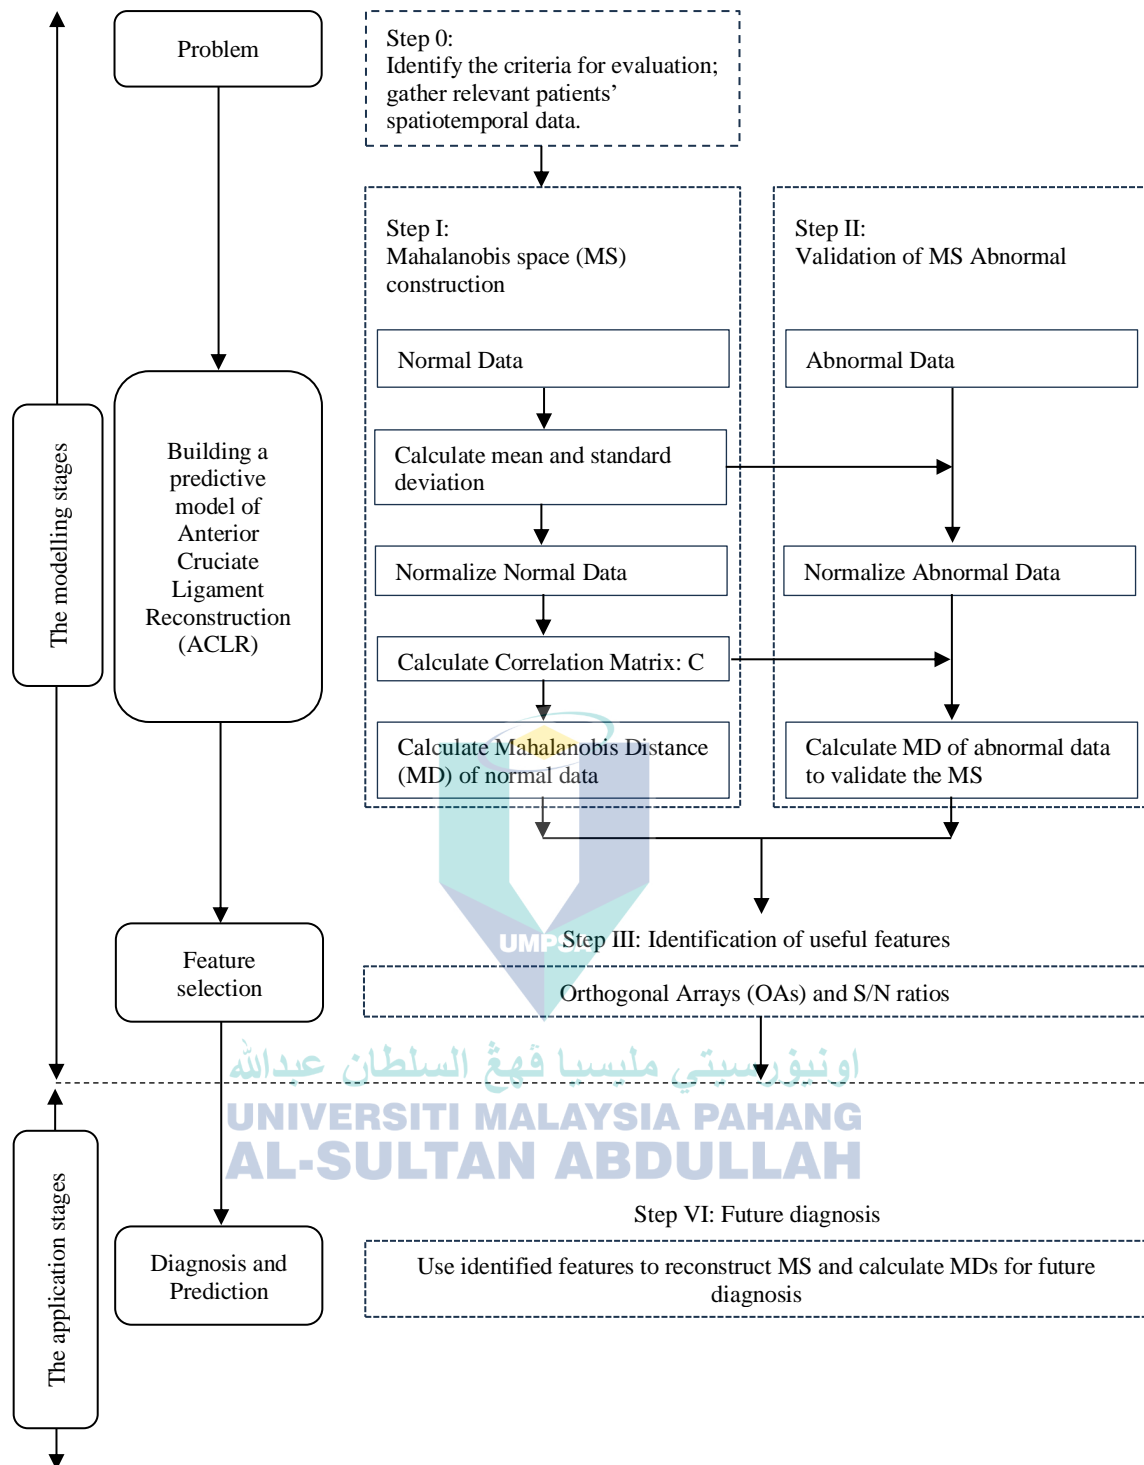 Problem
Step 0:
Identify the criteria for evaluation;
gather relevant patients’
spatiotemporal data.
Step I:
Mahalanobis space (MS)
construction
Step II:
Validation of MS Abnormal
Normal Data
Abnormal Data
The modelling stages
Building a
predictive
model of
Anterior
Cruciate
Ligament
Reconstruction
(ACLR)
Calculate mean and standard
deviation
Normalize Normal Data
Normalize Abnormal Data
Calculate Correlation Matrix: C
Calculate Mahalanobis Distance
(MD) of normal data
Calculate MD of abnormal data
to validate the MS
Feature
selection
UMPSA
Step III: Identification of useful features
Orthogonal Arrays (OAs) and S/N ratios
اونيۏرسيتي مليسيا ڤهڠ السلطان عبدالله
UNIVERSITI MALAYSIA PAHANG
AL-SULTAN ABDULLAH
The application stages
Step VI: Future diagnosis
Diagnosis and
Prediction
Use identified features to reconstruct MS and calculate MDs for future
diagnosis